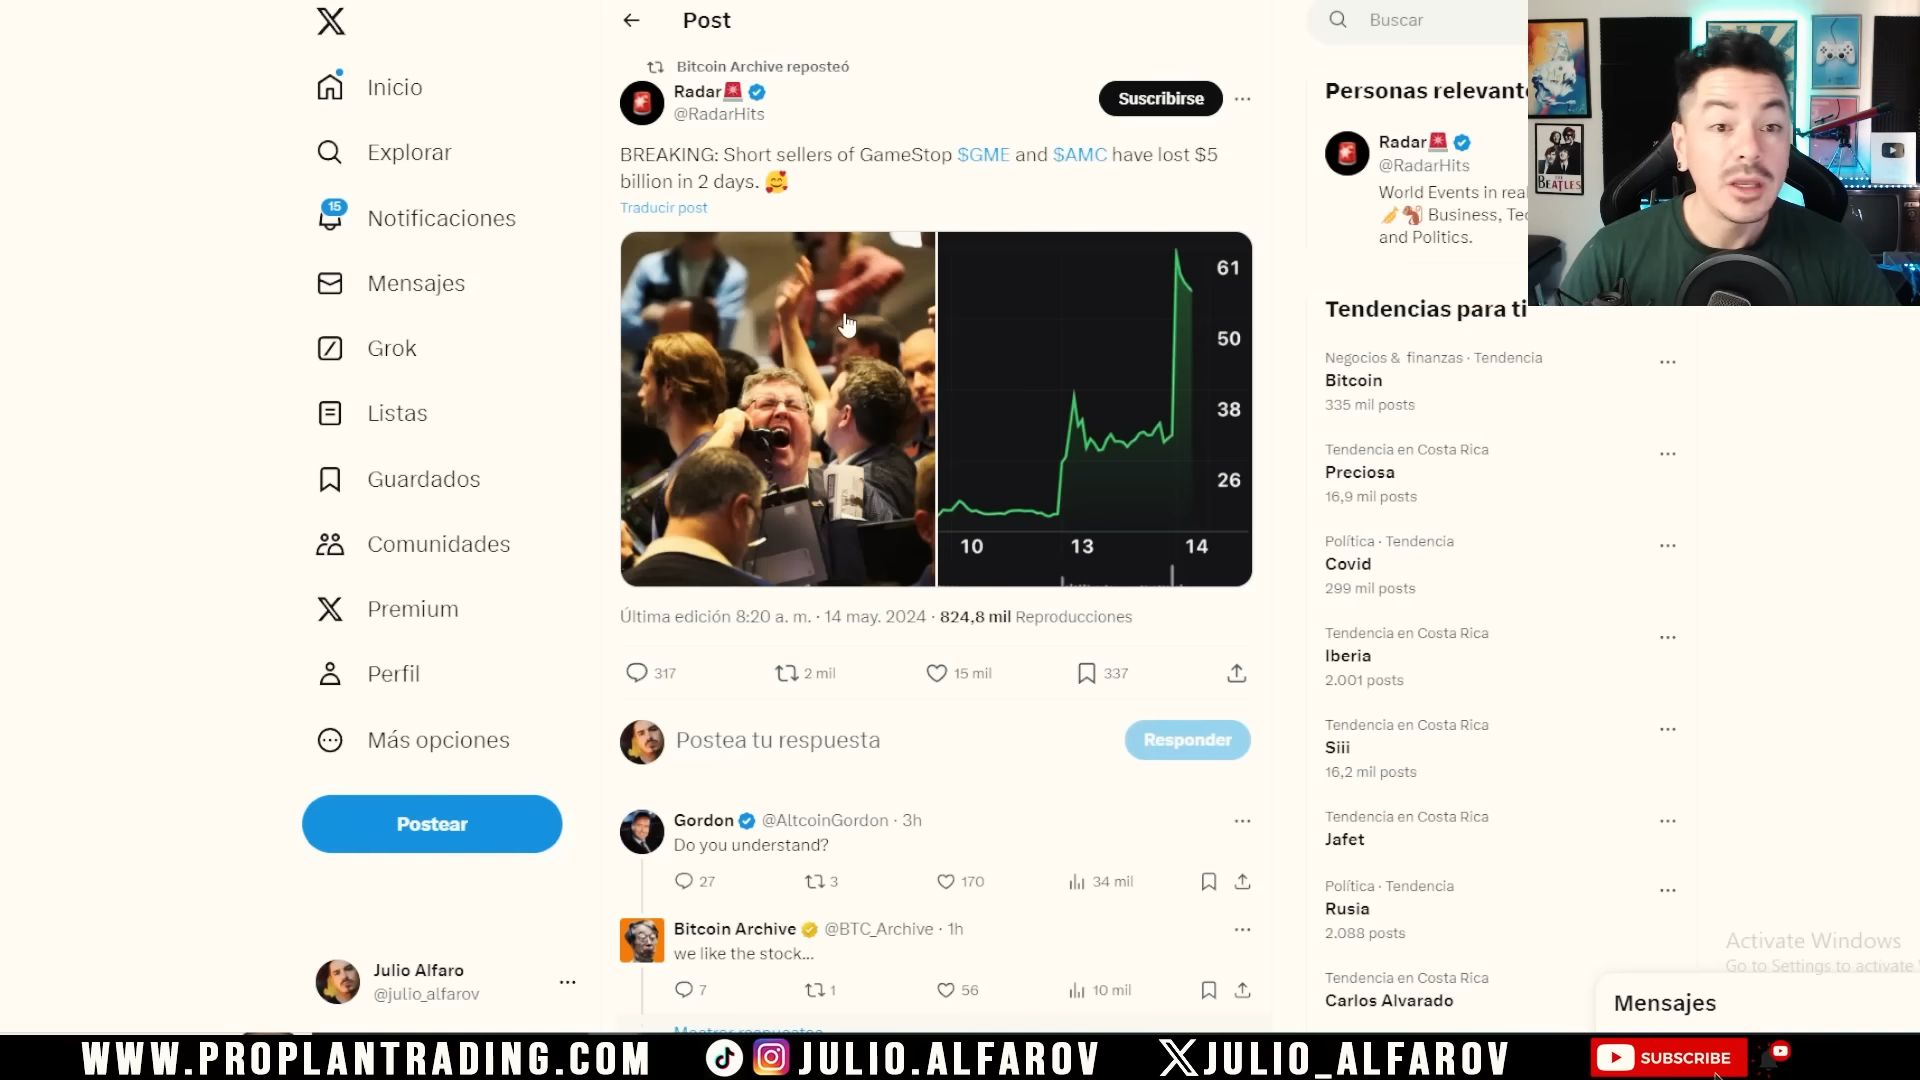 Post
Buscar
Bitcoin Archive reposteó
Radar
@RadarHits
Suscribirse
BREAKING: Short sellers of GameStop $GME and $AMC have lost $5
billion in 2 days.
Traducir post
61
50
38
26
10
13
14
Última edición 8:20 a. m. · 14 may. 2024 · 824,8 mil Reproducciones
317
2 mil
15 mil
337
Postea tu respuesta
Responder
Gordon @AltcoinGordon · 3h
Do you understand?
27
3
170
34 mil
Bitcoin Archive @BTC_Archive · 1h
we like the stock...
7
1
56
10 mil
Mostrar respuestas
Inicio
Explorar
15
Notificaciones
Mensajes
Grok
Listas
Guardados
Comunidades
Premium
Perfil
Más opciones
Postear
Julio Alfaro
@julio_alfarov
Personas relevant
Radar
@RadarHits
World Events in rea
Business, Te
and Politics.
Tendencias para ti
Negocios & finanzas · Tendencia
Bitcoin
335 mil posts
Tendencia en Costa Rica
Preciosa
16,9 mil posts
Política · Tendencia
Covid
299 mil posts
Tendencia en Costa Rica
Iberia
2.001 posts
Tendencia en Costa Rica
Siii
16,2 mil posts
Tendencia en Costa Rica
Jafet
Política · Tendencia
Rusia
2.088 posts
Tendencia en Costa Rica
Carlos Alvarado
Activate Windows
Go to Settings to activate
Mensajes
THE BEATLES
WWW.PROPLANTRADING.COM
JULIO.ALFAROV
JULIO_ALFAROV
SUBSCRIBE